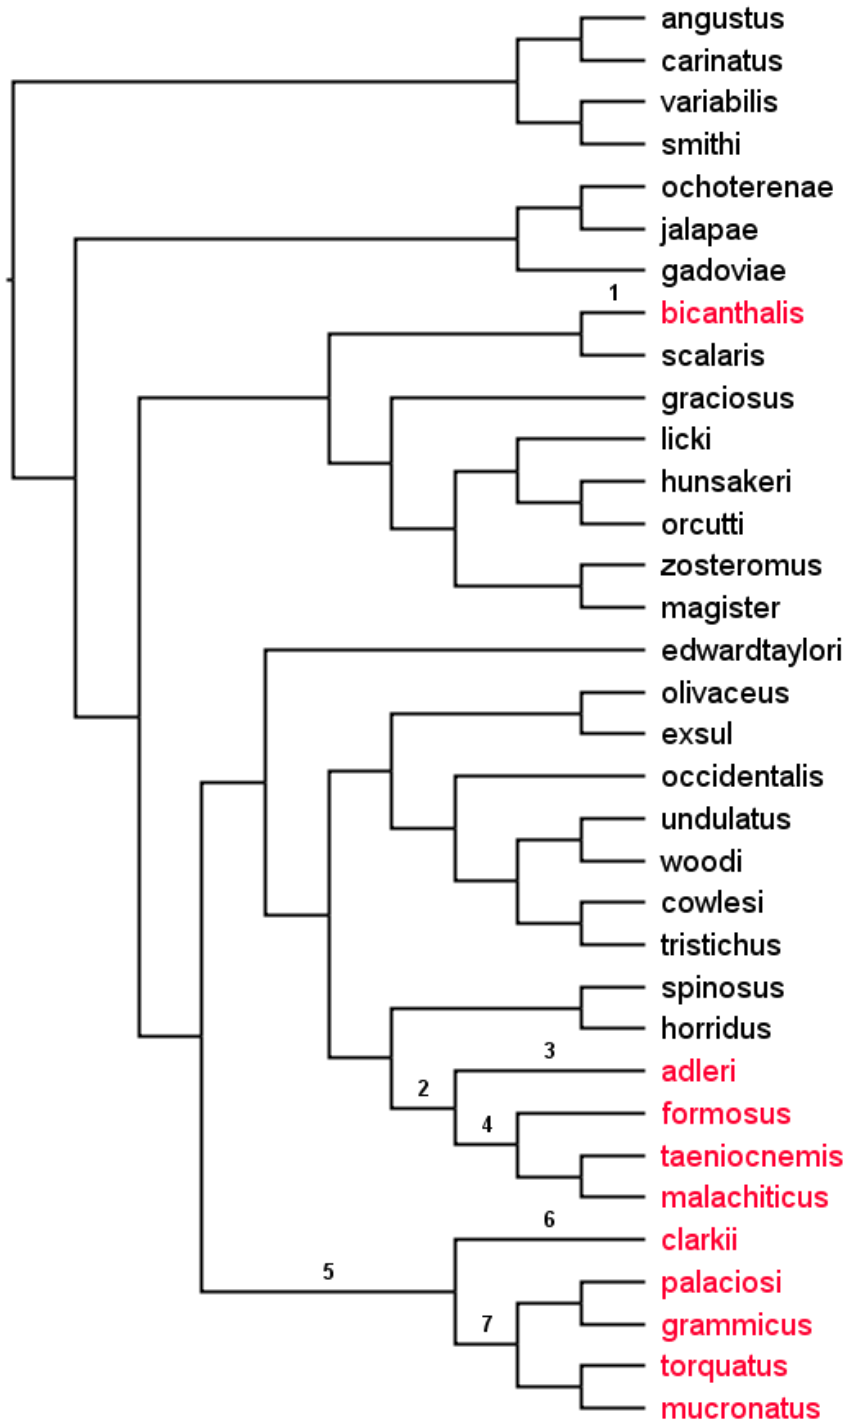 angustus
carinatus
variabilis
smithi
ochoterenae
jalapae
gadoviae
1
bicanthalis
scalaris
graciosus
licki
hunsakeri
orcutti
zosteromus
magister
edwardtaylori
olivaceus
exsul
occidentalis
undulatus
woodi
cowlesi
tristichus
spinosus
horridus
3
adleri
2
formosus
4
taeniocnemis
malachiticus
6
clarkii
5
palaciosi
grammicus
7
torquatus
mucronatus